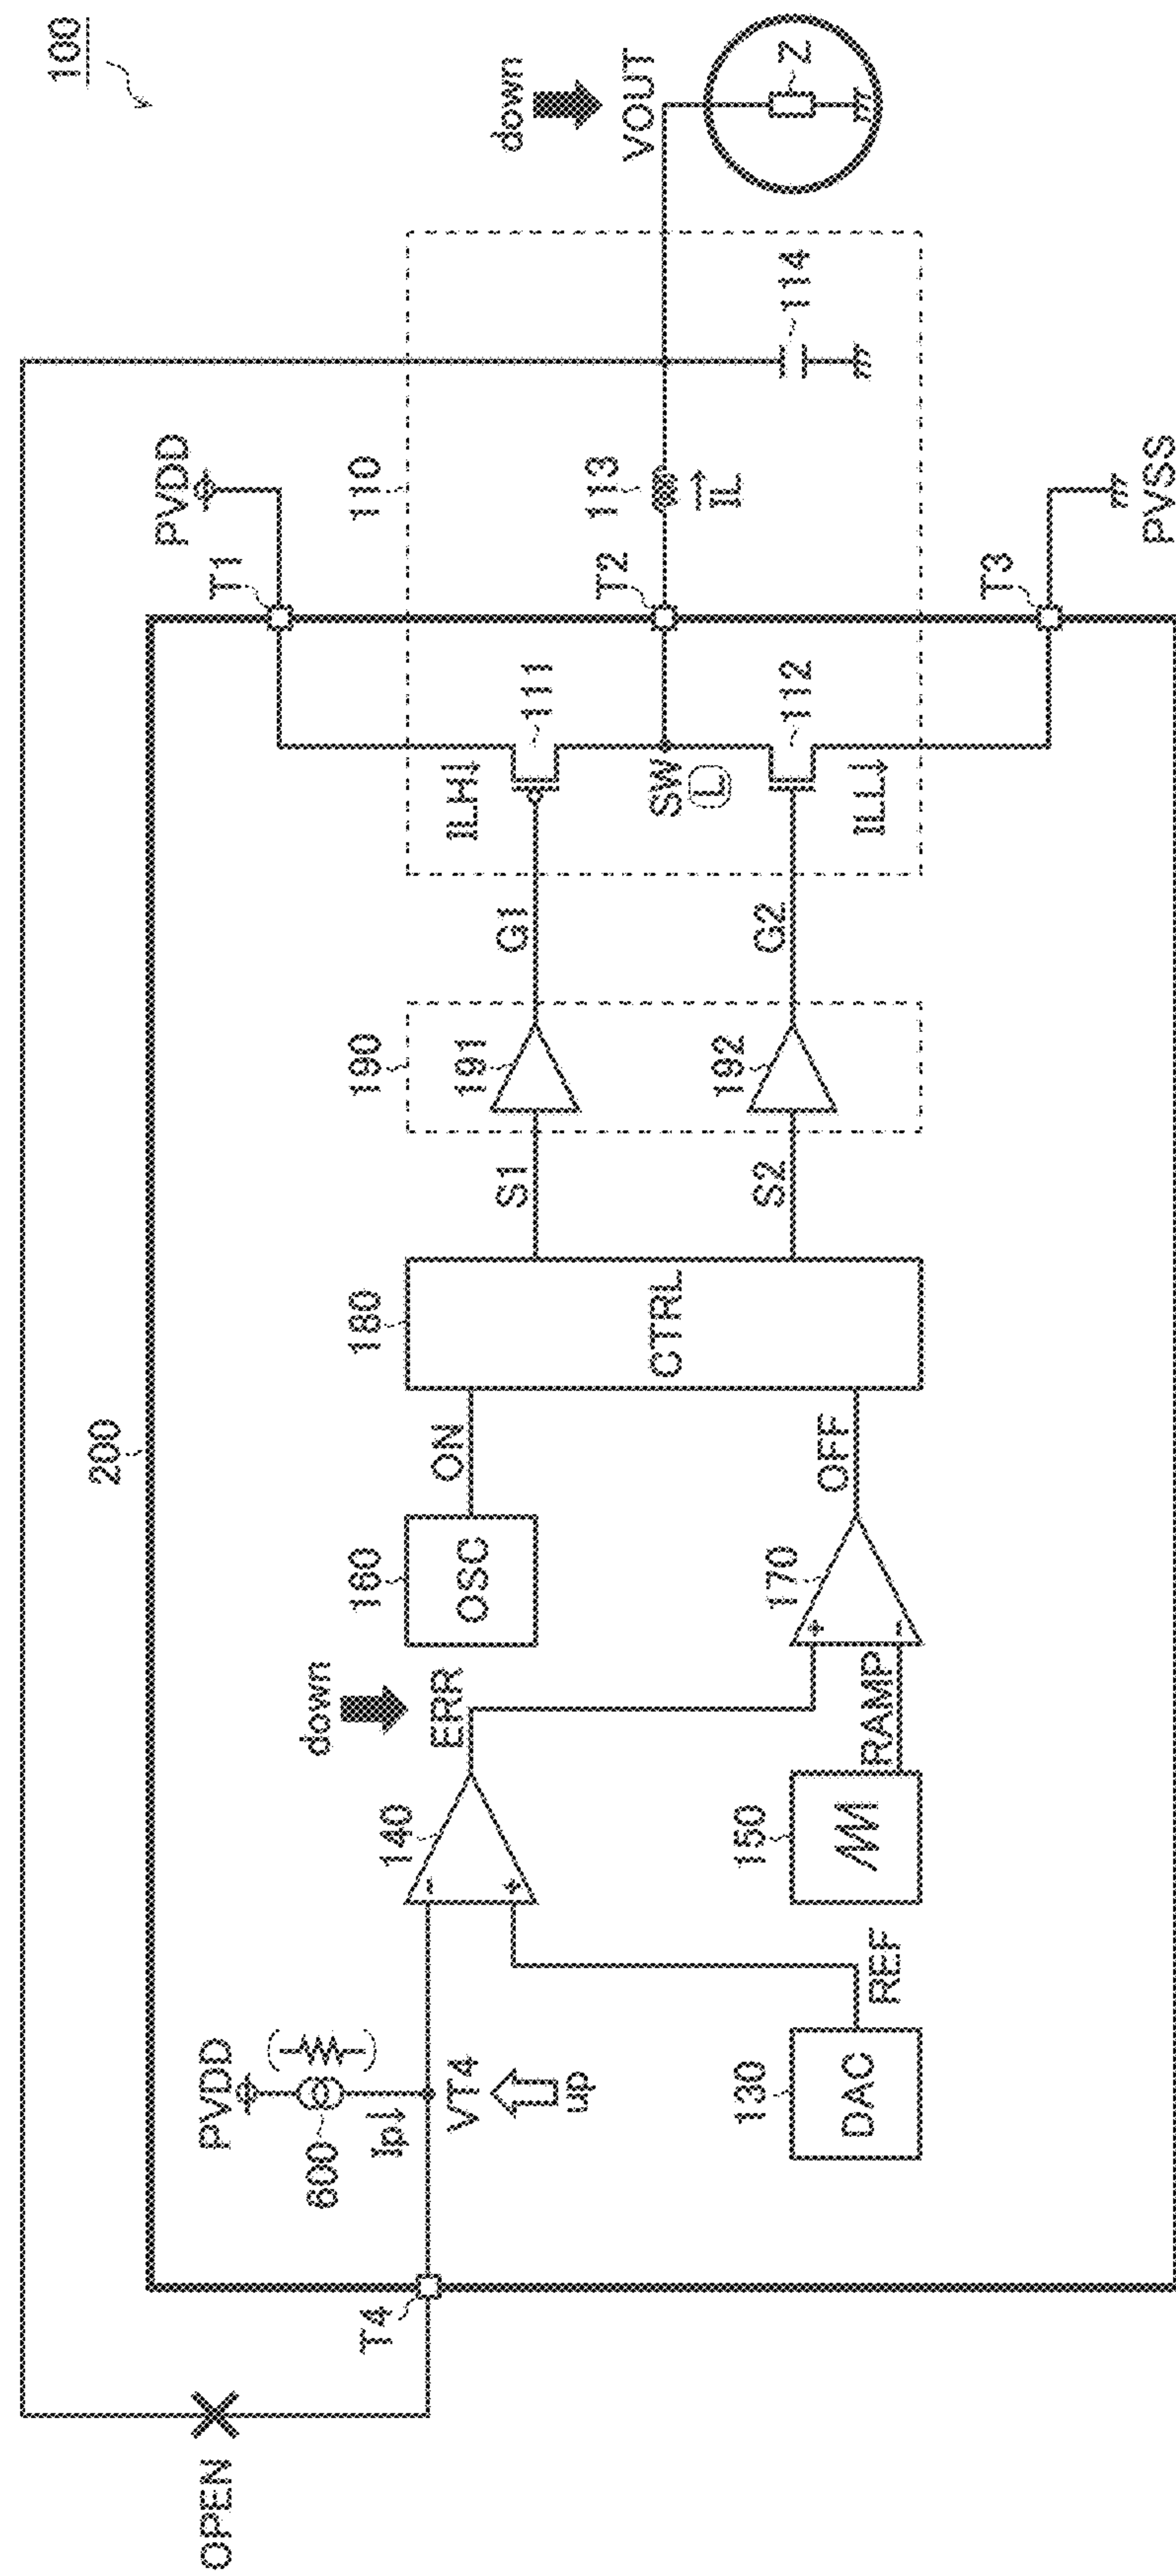 100
OPEN
T4
200
PVDD
600
Ip
VT4
up
130
DAC
REF
140
down
ERR
150
RAMP
160
OSC
ON
170
OFF
180
CTRL
S1
S2
190
191
192
G1
G2
110
ILH
111
SW
L
112
ILL
T1
PVDD
T2
T3
PVSS
113
IL
114
down
VOUT
Z